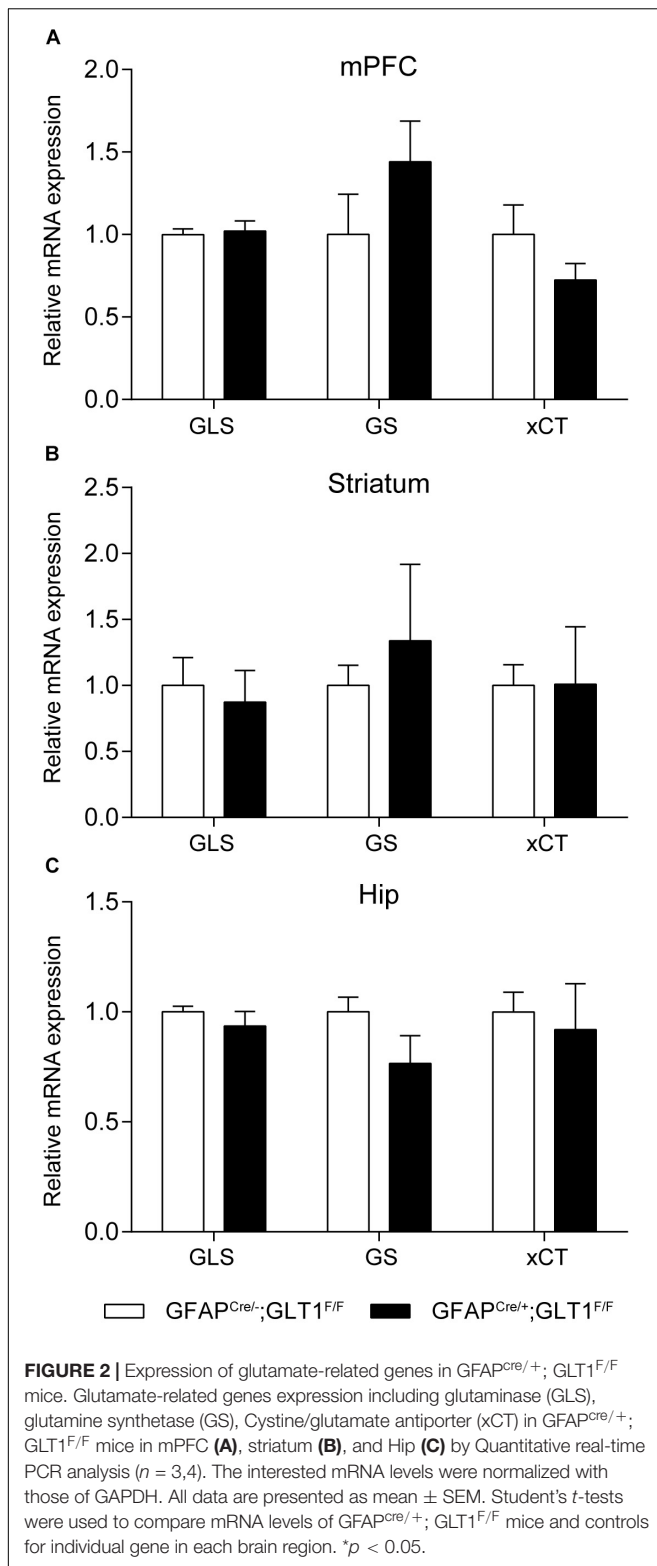 A
mPFC
2.0
1.5
1.0
0.5
0.0
Relative mRNA expression
GLS GS xCT
B
Striatum
2.5
2.0
1.5
1.0
0.5
0.0
Relative mRNA expression
GLS GS xCT
C
Hip
1.5
1.0
0.5
0.0
Relative mRNA expression
GLS GS xCT
GFAPCre/-;GLT1F/F GFAPCre/+;GLT1F/F
FIGURE 2 | Expression of glutamate-related genes in GFAPcre/+; GLT1F/F
mice. Glutamate-related genes expression including glutaminase (GLS),
glutamine synthetase (GS), Cystine/glutamate antiporter (xCT) in GFAPcre/+;
GLT1F/F mice in mPFC (A), striatum (B), and Hip (C) by Quantitative real-time
PCR analysis (n = 3,4). The interested mRNA levels were normalized with
those of GAPDH. All data are presented as mean ± SEM. Student's t-tests
were used to compare mRNA levels of GFAPcre/+; GLT1F/F mice and controls
for individual gene in each brain region. *p < 0.05.